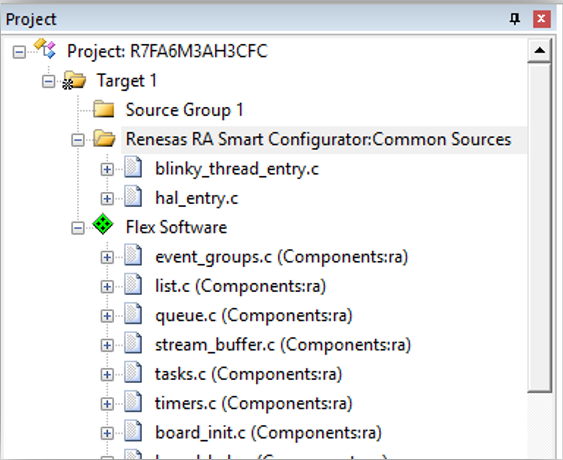 Project
Project: R7FA6M3AH3CFC
Target 1
Source Group 1
Renesas RA Smart Configurator:Common Sources
blinky_thread_entry.c
hal_entry.c
Flex Software
event_groups.c (Components:ra)
list.c (Components:ra)
queue.c (Components:ra)
stream_buffer.c (Components:ra)
tasks.c (Components:ra)
timers.c (Components:ra)
board_init.c (Components:ra)